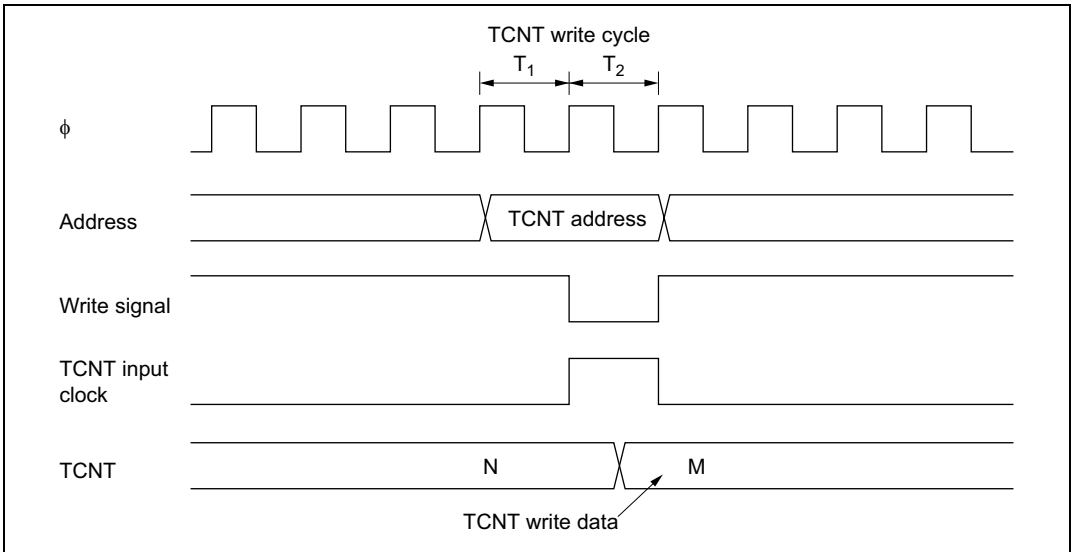 TCNT write cycle
T1 T2
ϕ
Address
TCNT address
Write signal
TCNT input
clock
TCNT
N
M
TCNT write data